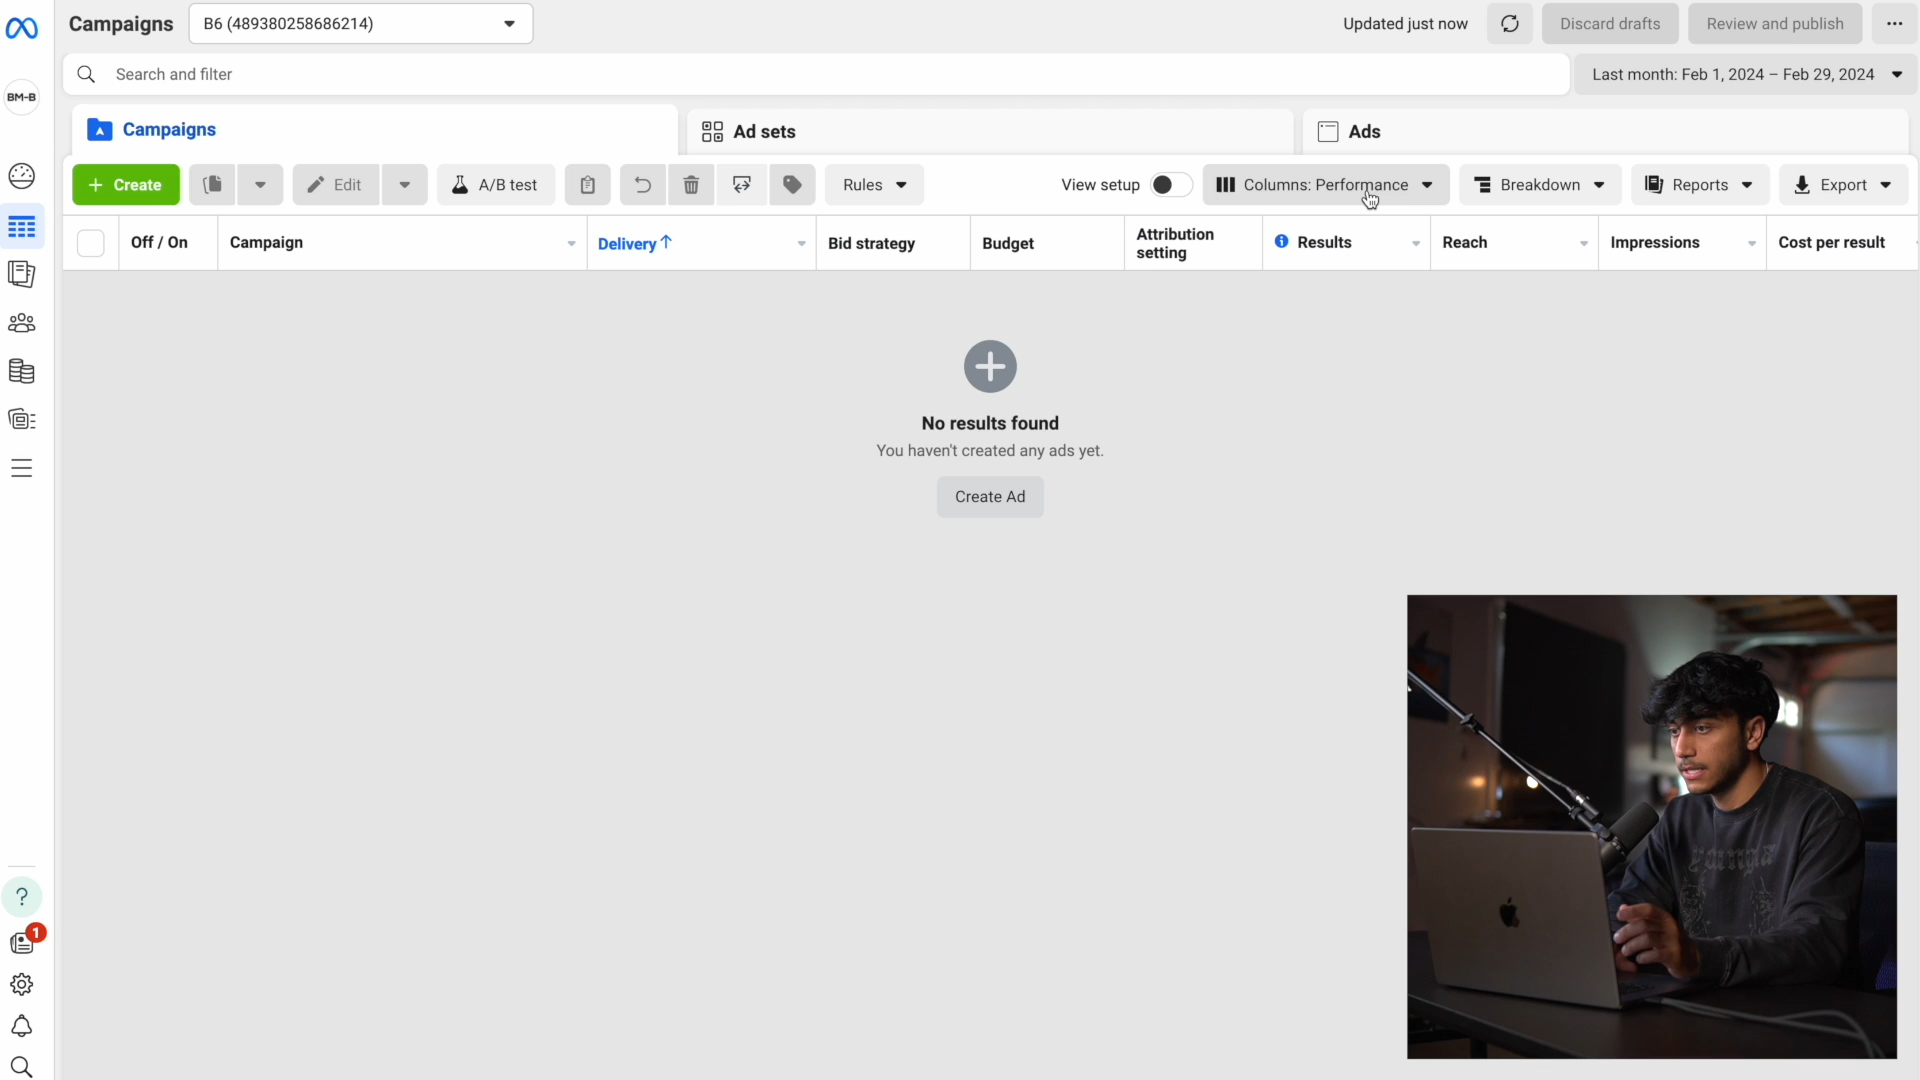 Campaigns
B6 (489380258686214)
Updated just now
Discard drafts
Review and publish
BM-B
Search and filter
Last month: Feb 1, 2024 – Feb 29, 2024
Campaigns
Ad sets
Ads
+ Create
Edit
A/B test
Rules
View setup
Columns: Performance
Breakdown
Reports
Export
Off / On
Campaign
Delivery ↑
Bid strategy
Budget
Attribution
setting
Results
Reach
Impressions
Cost per result
No results found
You haven't created any ads yet.
Create Ad
?
1